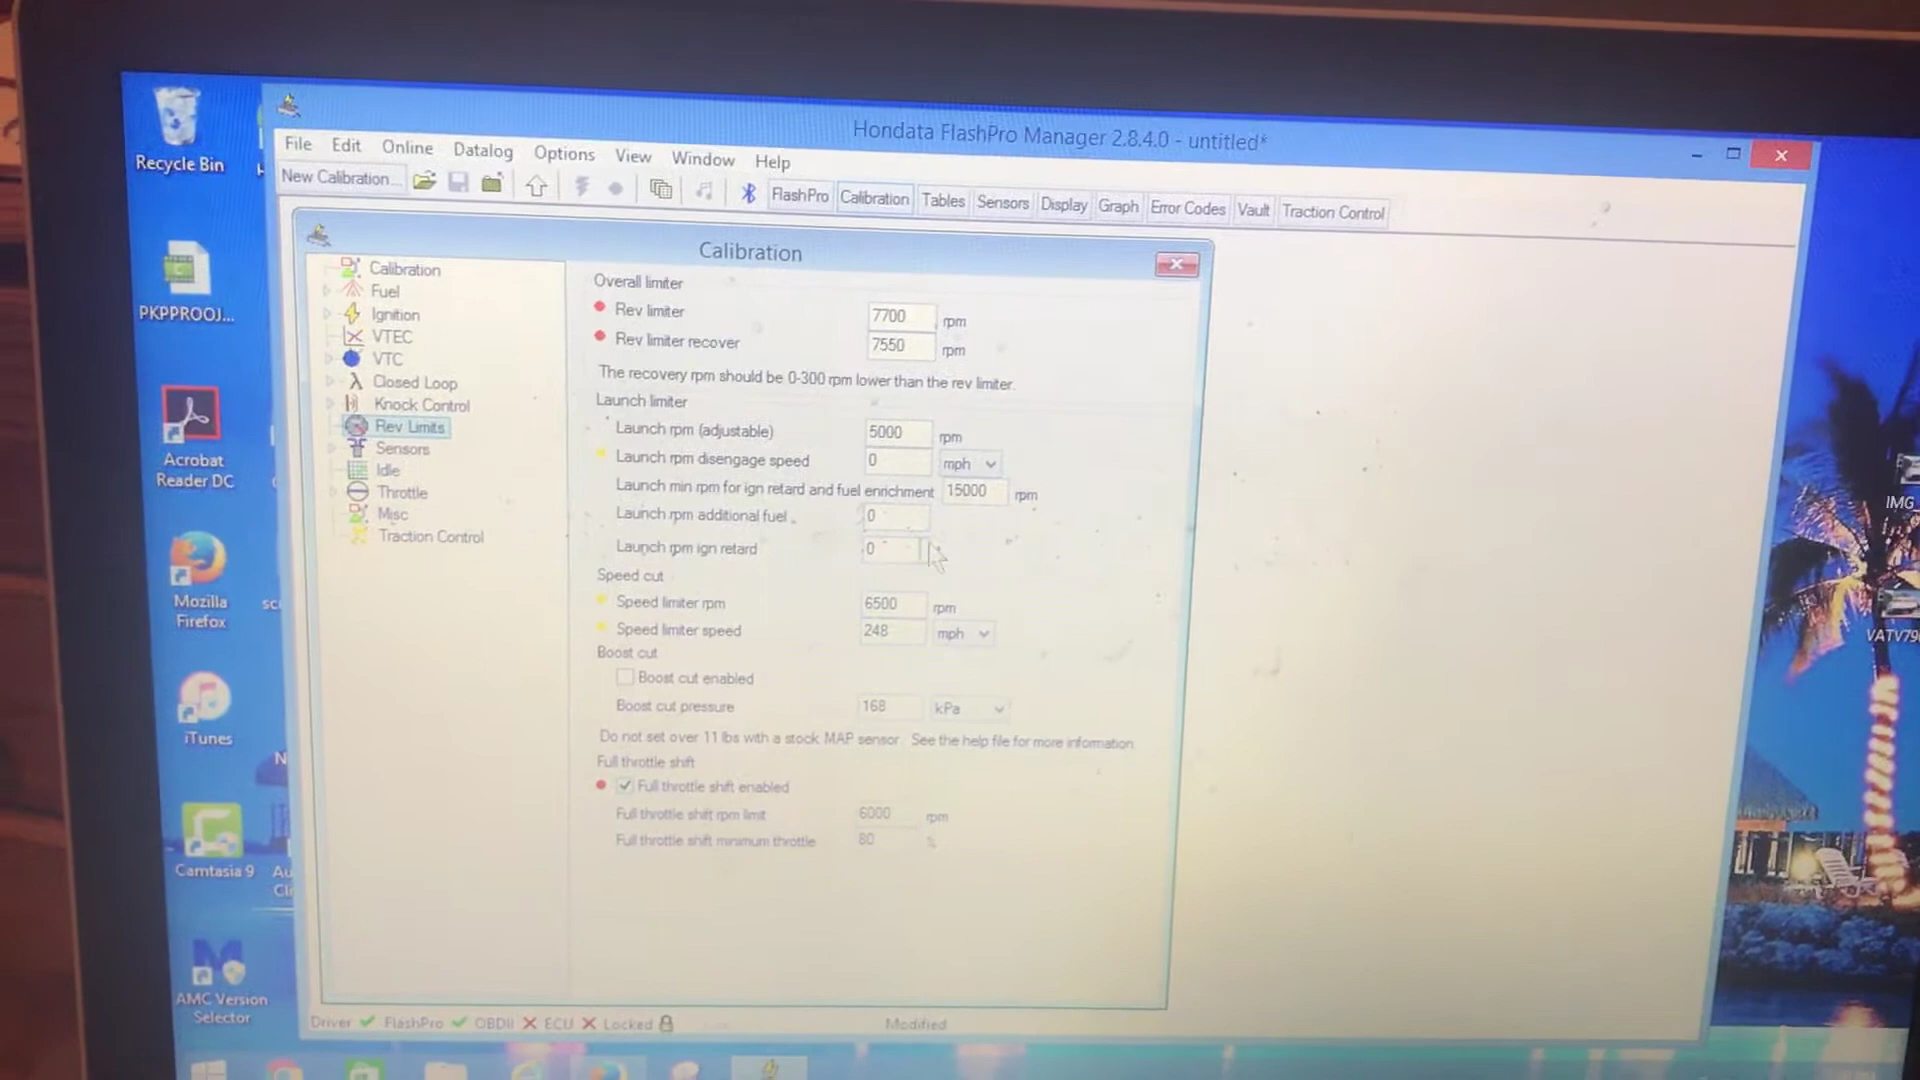 Recycle Bin
PKPPROOJ...
Acrobat
Reader DC
Mozilla
Firefox
iTunes
Camtasia 9
AMC Version
Selector
Hondata FlashPro Manager 2.8.4.0 - untitled*
File Edit Online Datalog Options View Window Help
New Calibration... FlashPro Calibration Tables Sensors Display Graph Error Codes Vault Traction Control
Calibration
Calibration
Fuel
Ignition
VTEC
VTC
Closed Loop
Knock Control
Rev Limits
Sensors
Idle
Throttle
Misc
Traction Control
Overall limiter
Rev limiter 7700 rpm
Rev limiter recover 7550 rpm
The recovery rpm should be 0-300 rpm lower than the rev limiter.
Launch limiter
Launch rpm (adjustable) 5000 rpm
Launch rpm disengage speed 0 mph
Launch min rpm for ign retard and fuel enrichment 15000 rpm
Launch rpm additional fuel 0
Launch rpm ign retard 0
Speed cut
Speed limiter rpm 6500 rpm
Speed limiter speed 248 mph
Boost cut
Boost cut enabled
Boost cut pressure 168 kPa
Do not set over 11 lbs with a stock MAP sensor. See the help file for more information.
Full throttle shift
Full throttle shift enabled
Full throttle shift rpm limit 6000 rpm
Full throttle shift minimum throttle 80 %
Driver FlashPro OBDII ECU Locked Modified
IMG_
VATV79